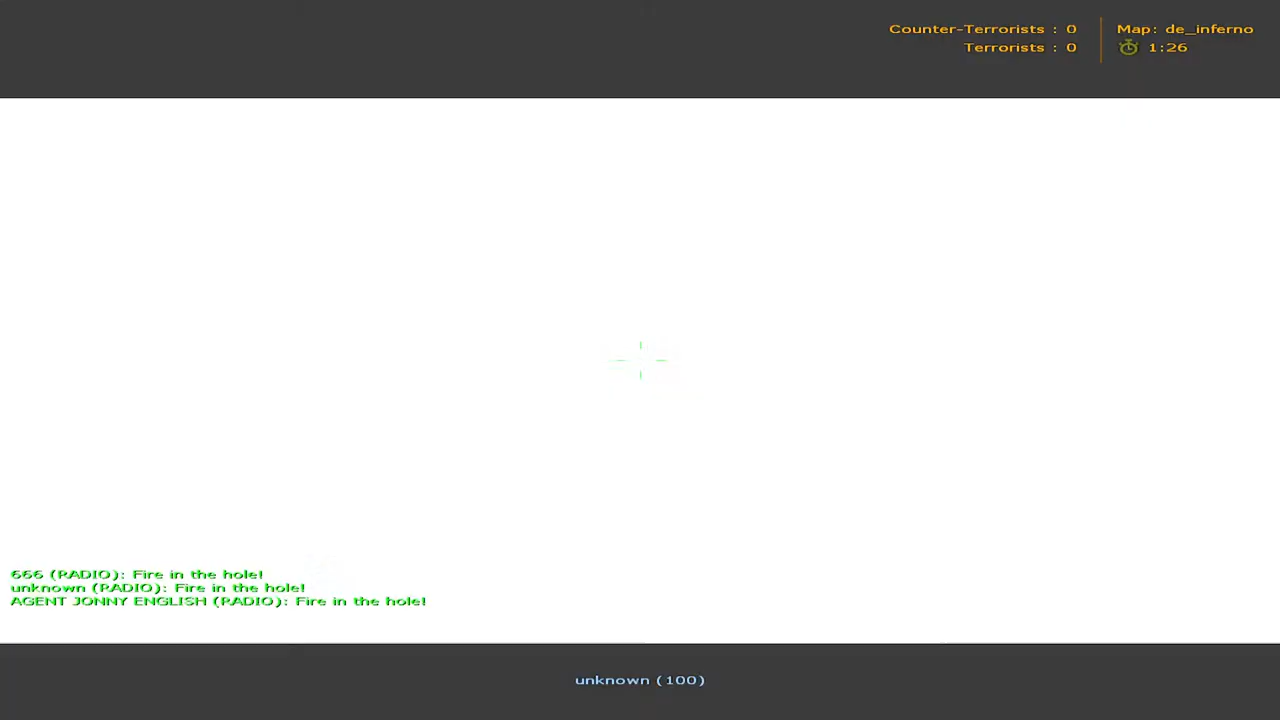 Counter-Terrorists : 0
Terrorists : 0
Map: de_inferno
1:26
666 (RADIO): Fire in the hole!
unknown (RADIO): Fire in the hole!
AGENT JONNY ENGLISH (RADIO): Fire in the hole!
unknown (100)